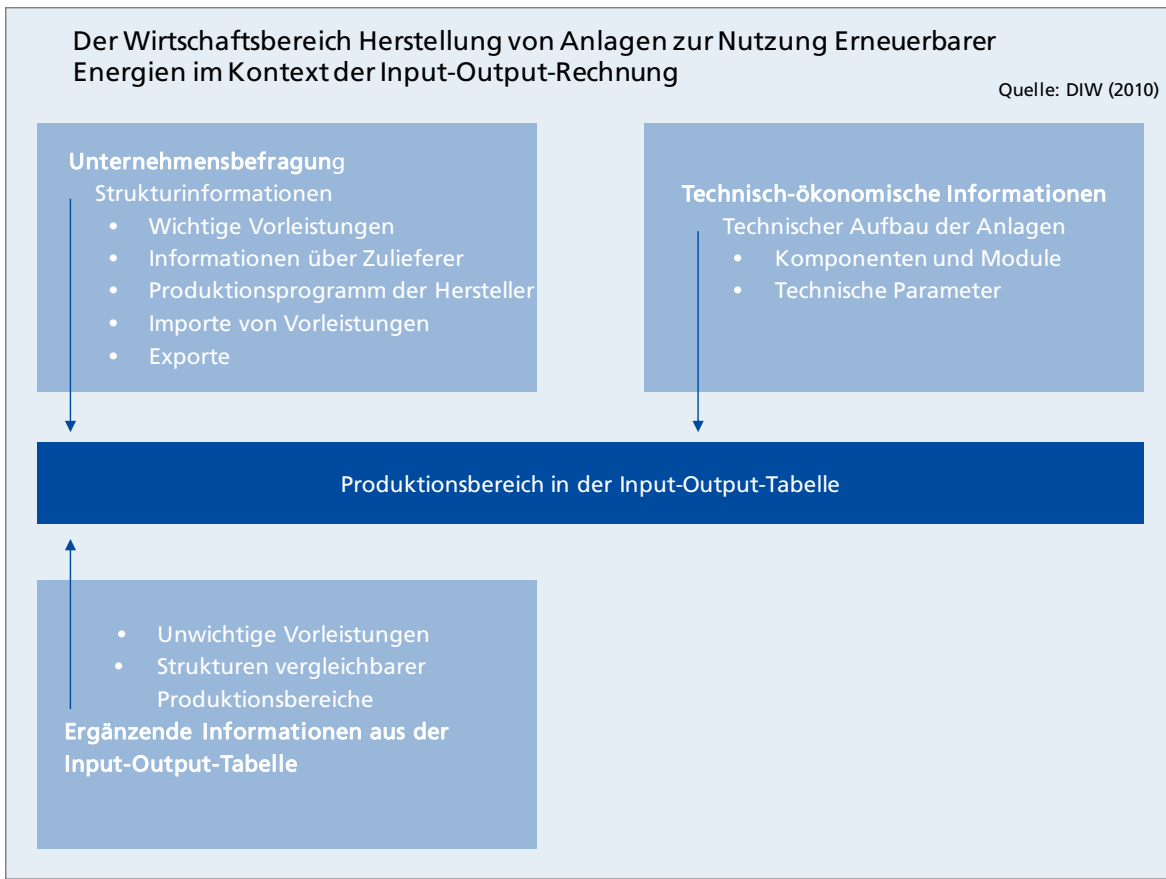 Der Wirtschaftsbereich Herstellung von Anlagen zur Nutzung Erneuerbarer
Energien im Kontext der Input-Output-Rechnung
Quelle: DIW (2010)
Unternehmensbefragung
Strukturinformationen
• Wichtige Vorleistungen
• Informationen über Zulieferer
• Produktionsprogramm der Hersteller
• Importe von Vorleistungen
• Exporte
Technisch-ökonomische Informationen
Technischer Aufbau der Anlagen
• Komponenten und Module
• Technische Parameter
Produktionsbereich in der Input-Output-Tabelle
• Unwichtige Vorleistungen
• Strukturen vergleichbarer
Produktionsbereiche
Ergänzende Informationen aus der
Input-Output-Tabelle